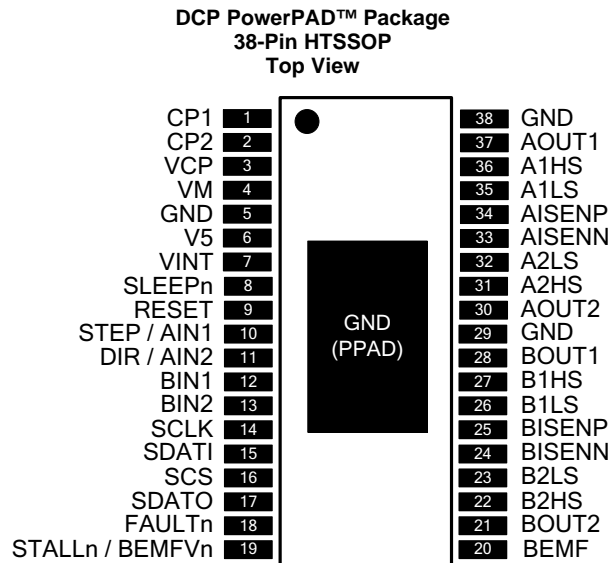 DCP PowerPAD™ Package
38-Pin HTSSOP
Top View
CP1 1 38 GND
CP2 2 37 AOUT1
VCP 3 36 A1HS
VM 4 35 A1LS
GND 5 34 AISENP
V5 6 33 AISENN
VINT 7 32 A2LS
SLEEPn 8 31 A2HS
RESET 9 30 AOUT2
STEP / AIN1 10 29 GND
DIR / AIN2 11 28 BOUT1
BIN1 12 27 B1HS
BIN2 13 26 B1LS
SCLK 14 25 BISENP
SDATI 15 24 BISENN
SCS 16 23 B2LS
SDATO 17 22 B2HS
FAULTn 18 21 BOUT2
STALLn / BEMFVn 19 20 BEMF
GND
(PPAD)